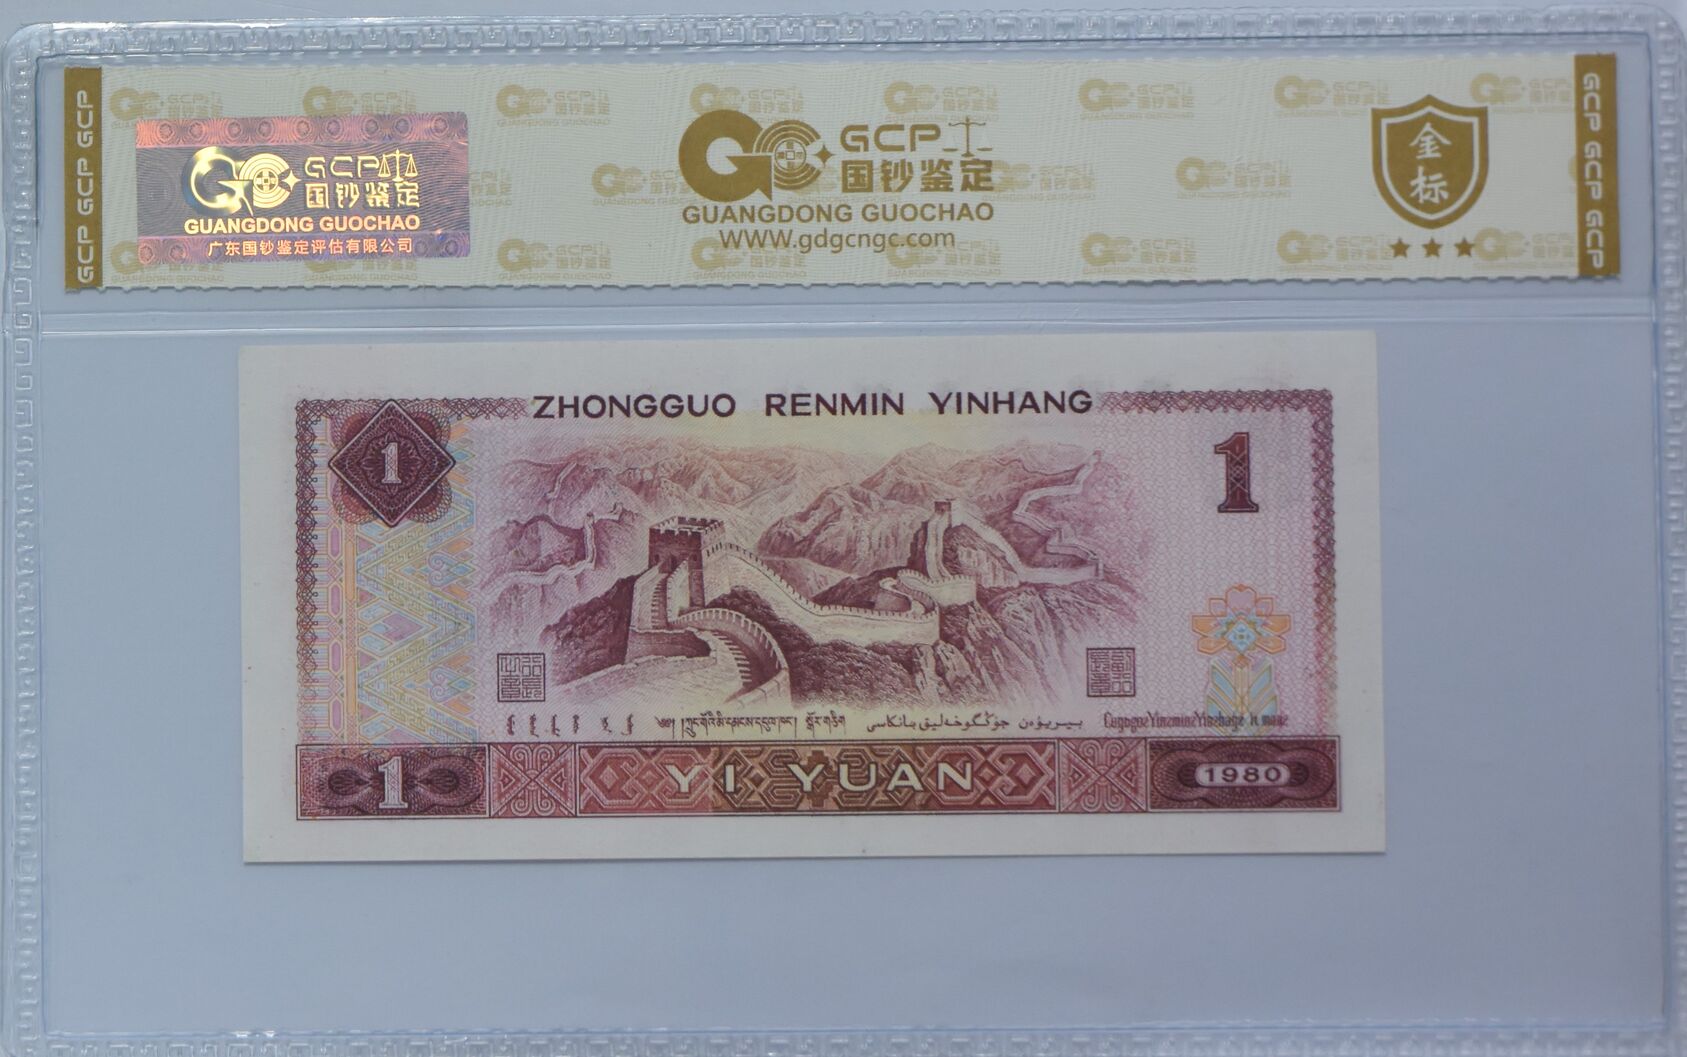 GCP GCP GCP
GCP 国钞鉴定
GUANGDONG GUOCHAO
广东国钞鉴定评估有限公司
GCP
国钞鉴定
GUANGDONG GUOCHAO
WWW.gdgcngc.com
金标
GCP GCP GCP
ZHONGGUO RENMIN YINHANG
1
1
1
YI YUAN
1980